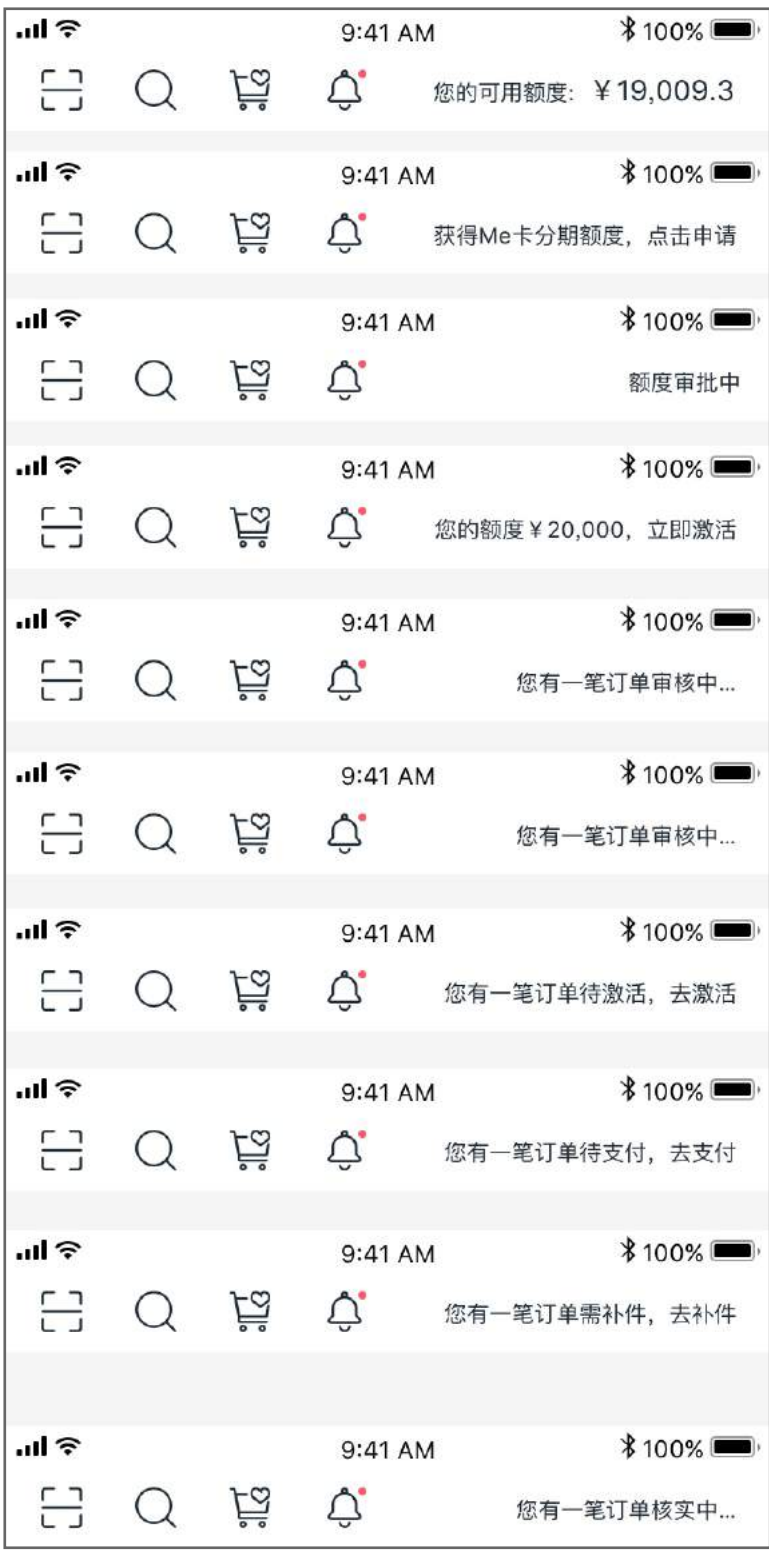 9:41 AM 100%
您的可用额度: ￥19,009.3
9:41 AM 100%
获得Me卡分期额度，点击申请
9:41 AM 100%
额度审批中
9:41 AM 100%
您的额度￥20,000，立即激活
9:41 AM 100%
您有一笔订单审核中...
9:41 AM 100%
您有一笔订单审核中...
9:41 AM 100%
您有一笔订单待激活，去激活
9:41 AM 100%
您有一笔订单待支付，去支付
9:41 AM 100%
您有一笔订单需补件，去补件
9:41 AM 100%
您有一笔订单核实中...